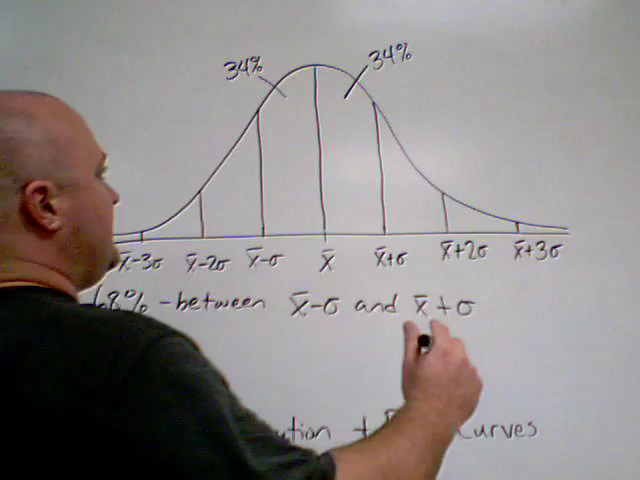 34% 34%
x̄-3σ x̄-2σ x̄-σ x̄ x̄+σ x̄+2σ x̄+3σ
68% - between x̄-σ and x̄+σ
Curves